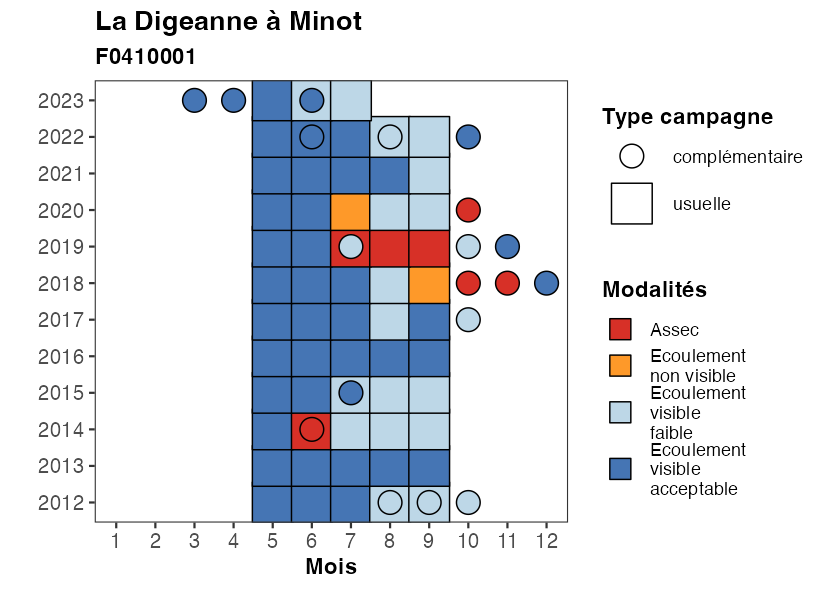 La Digeanne à Minot
F0410001
2023
2022
2021
2020
2019
2018
2017
2016
2015
2014
2013
2012
1 2 3 4 5 6 7 8 9 10 11 12
Mois
Type campagne
complémentaire
usuelle
Modalités
Assec
Ecoulement
non visible
Ecoulement
visible
faible
Ecoulement
visible
acceptable